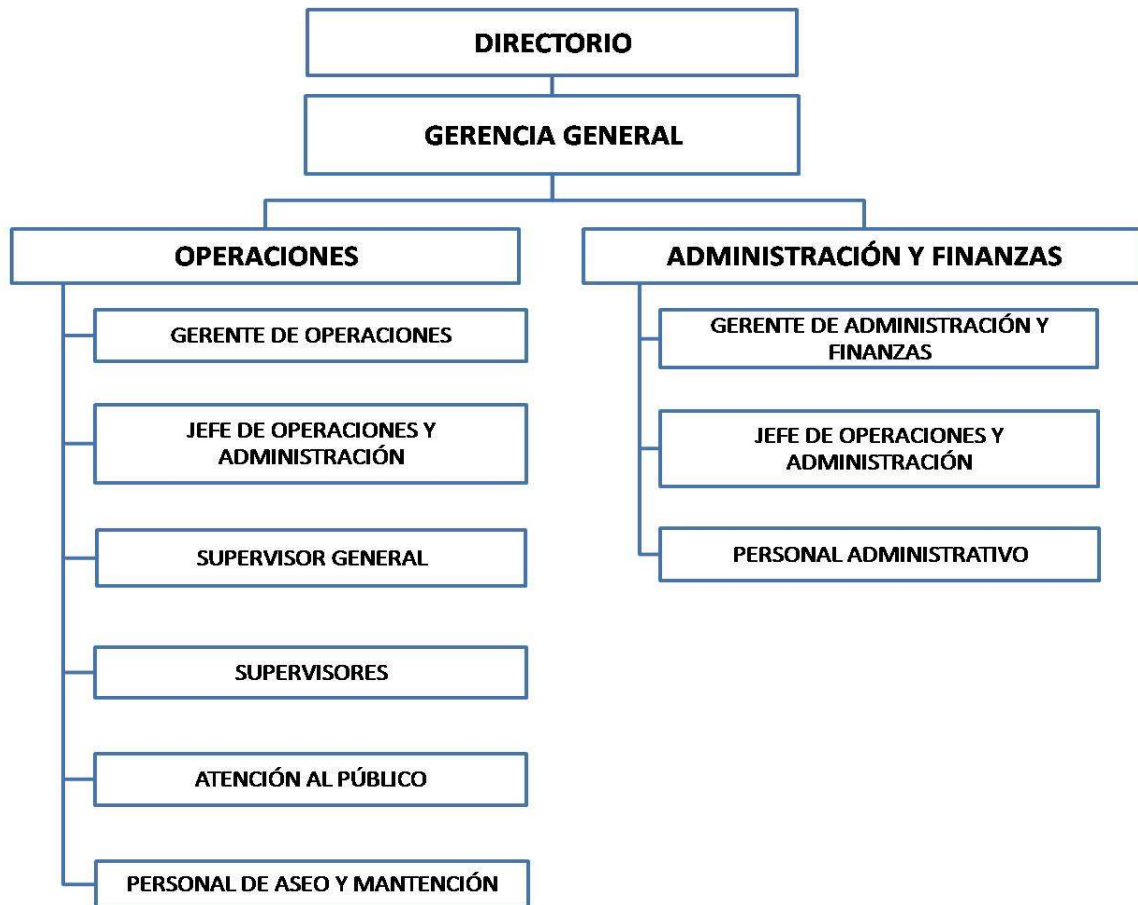 DIRECTORIO
GERENCIA GENERAL
OPERACIONES
GERENTE DE OPERACIONES
JEFE DE OPERACIONES Y
ADMINISTRACIÓN
SUPERVISOR GENERAL
SUPERVISORES
ATENCIÓN AL PÚBLICO
PERSONAL DE ASEO Y MANTENCIÓN
ADMINISTRACIÓN Y FINANZAS
GERENTE DE ADMINISTRACIÓN Y
FINANZAS
JEFE DE OPERACIONES Y
ADMINISTRACIÓN
PERSONAL ADMINISTRATIVO